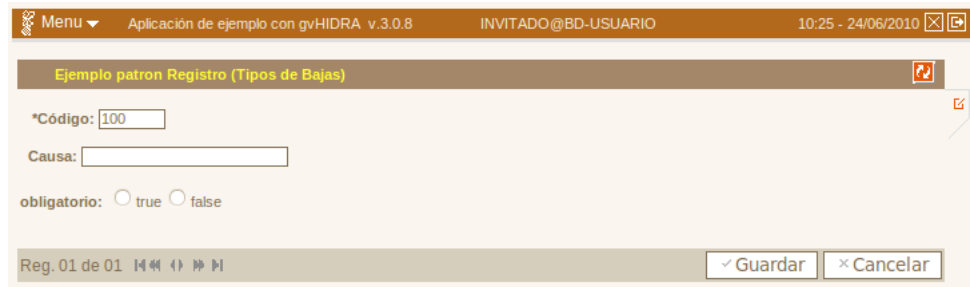 Menu Aplicación de ejemplo con gvHIDRA v.3.0.8 INVITADO@BD-USUARIO 10:25 - 24/06/2010
Ejemplo patron Registro (Tipos de Bajas)
*Código: 100
Causa:
obligatorio: true false
Reg. 01 de 01 Guardar Cancelar